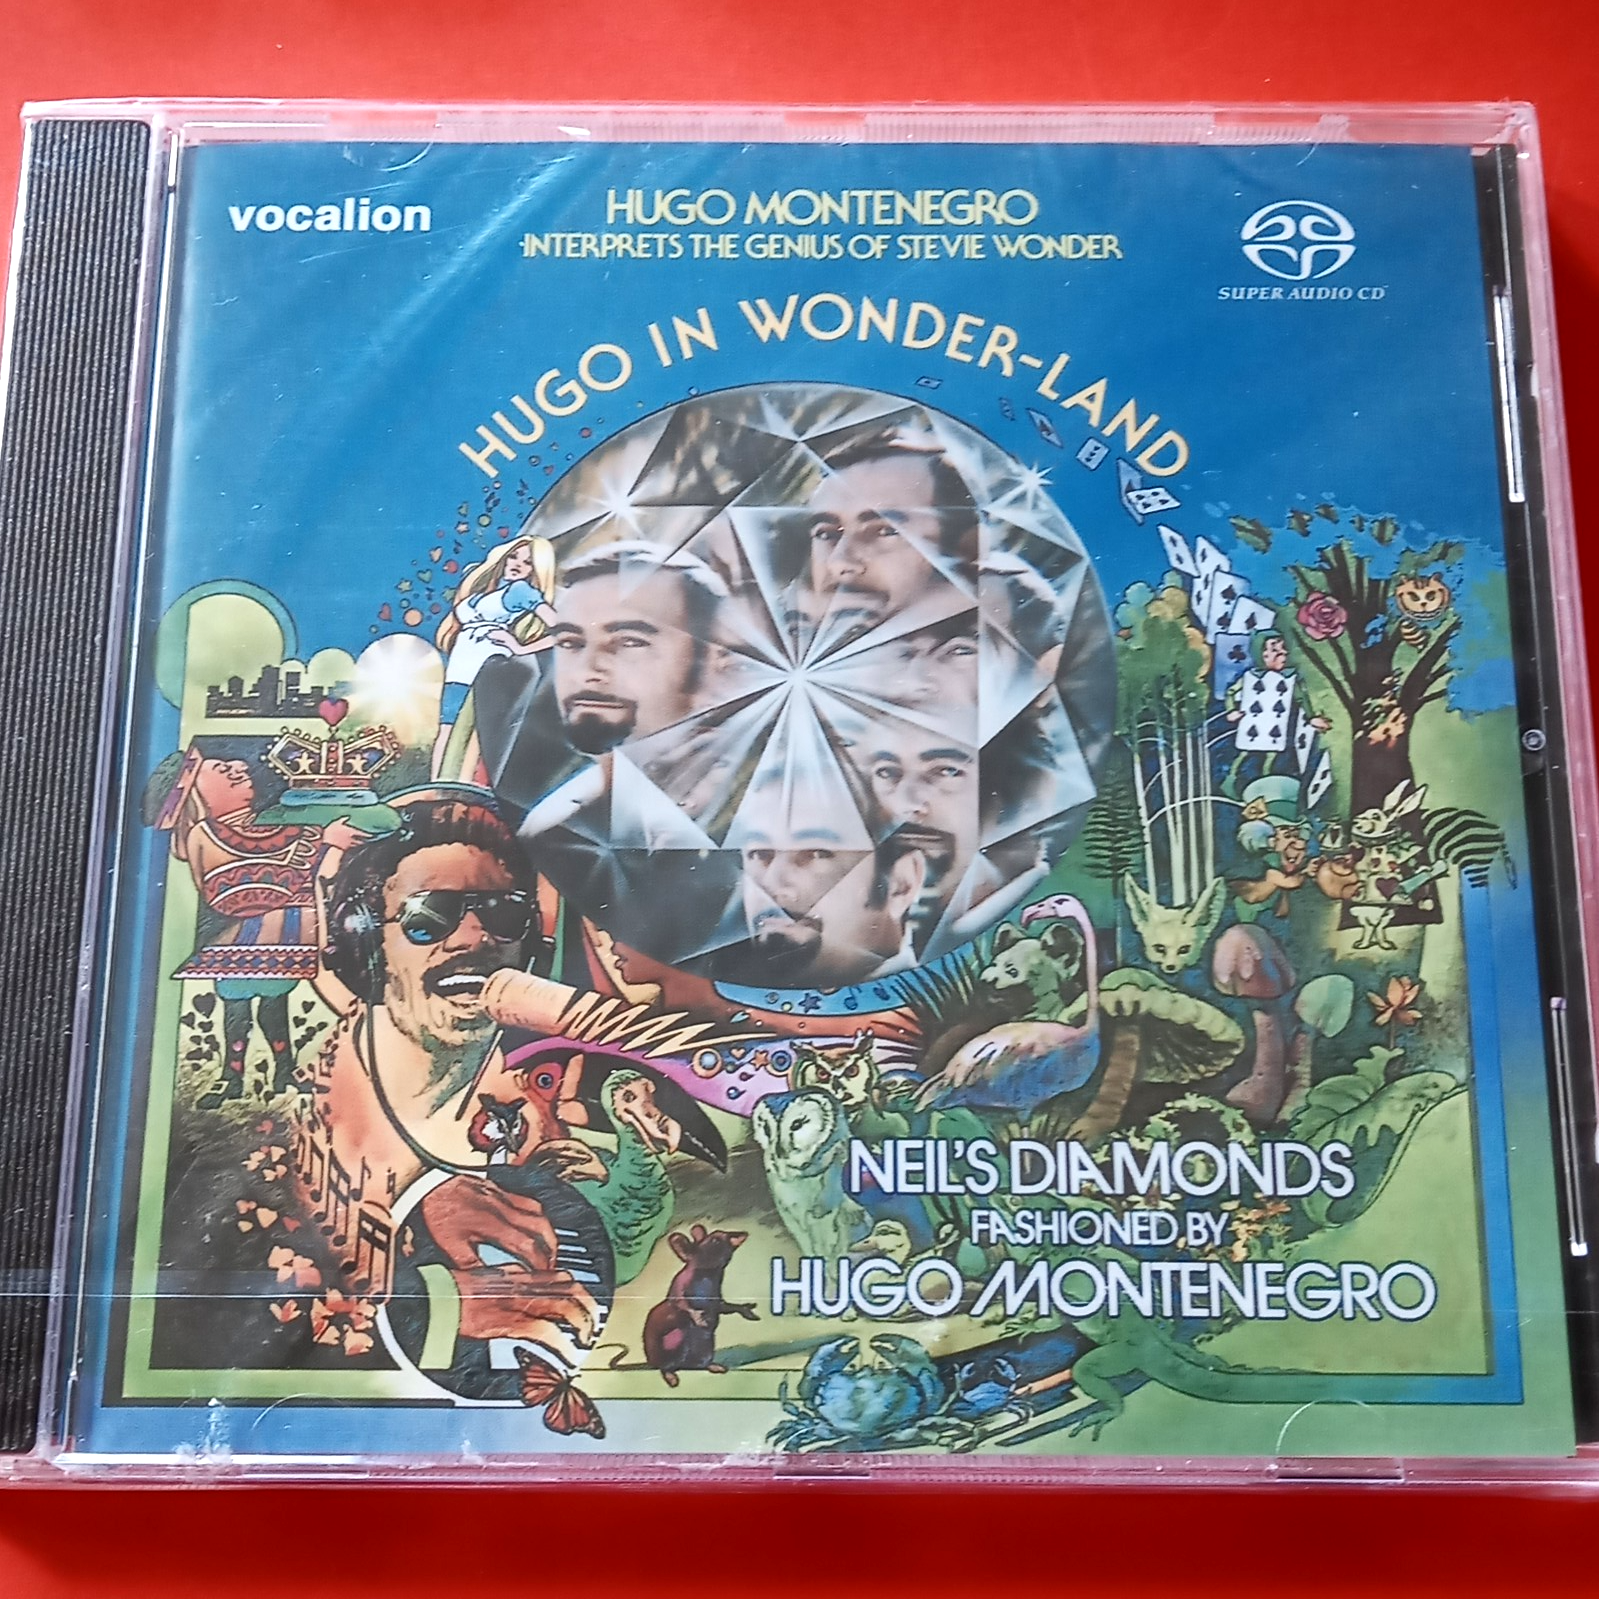 vocalion
HUGO MONTENEGRO
INTERPRETS THE GENIUS OF STEVIE WONDER
SUPER AUDIO CD
HUGO IN WONDER-LAND
NEIL'S DIAMONDS
FASHIONED BY
HUGO MONTENEGRO